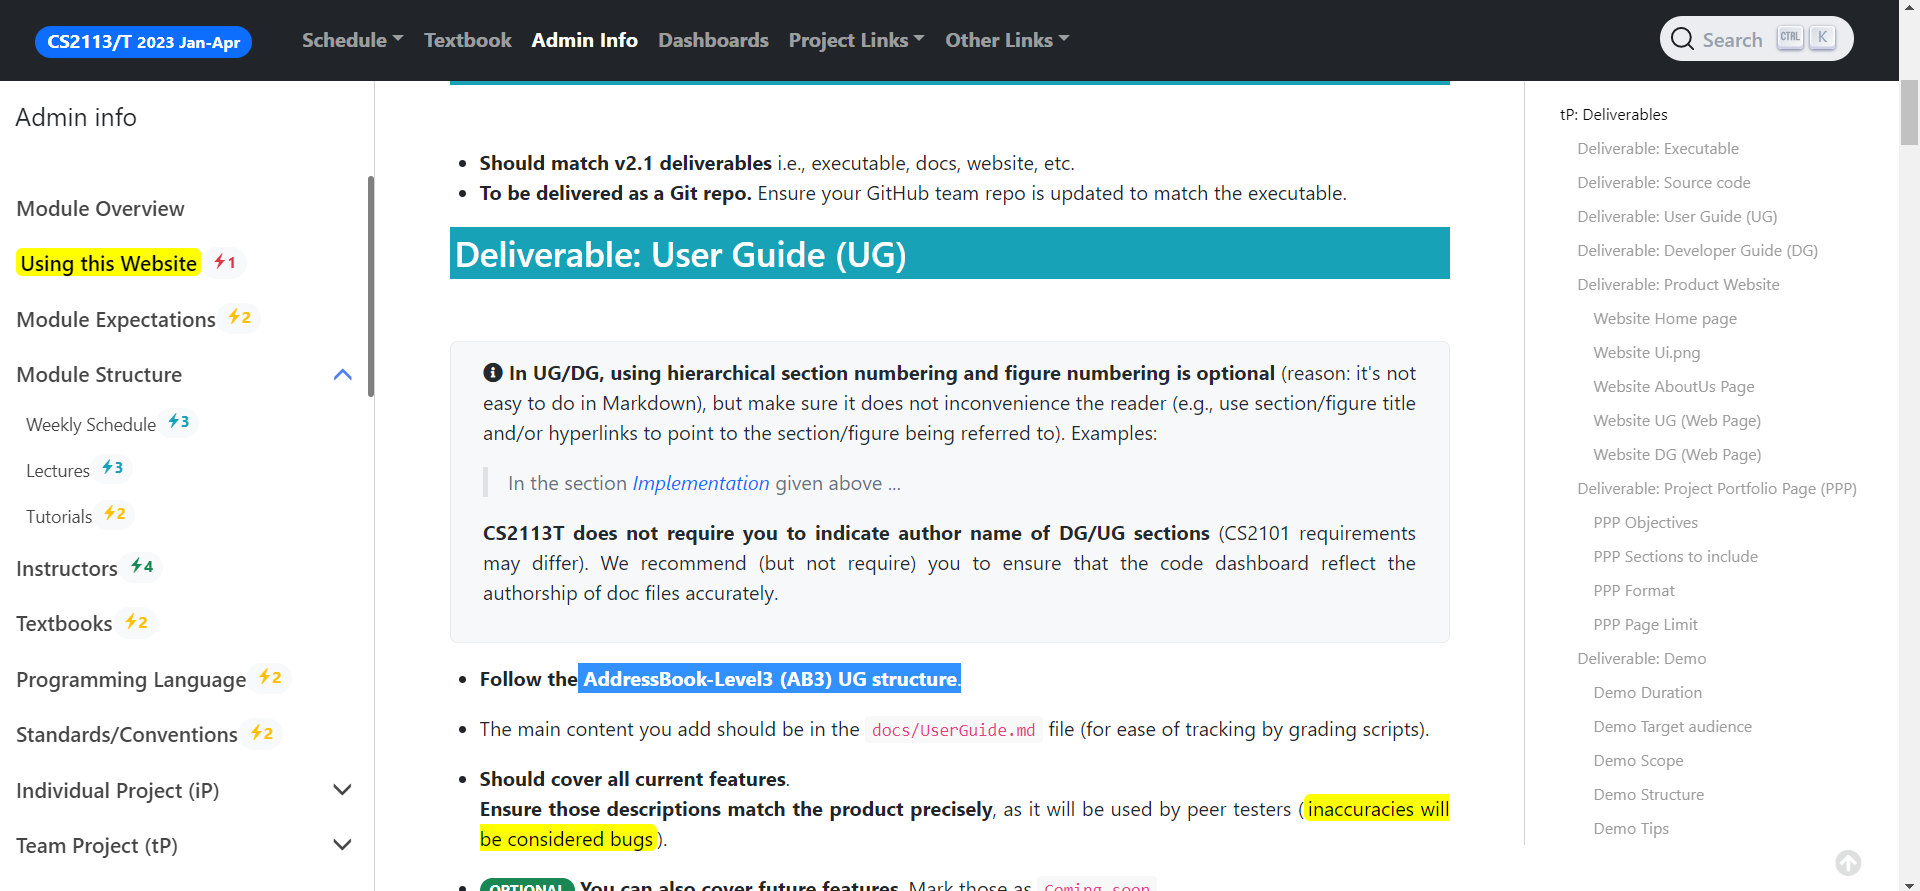 CS2113/T 2023 Jan-Apr
Schedule
Textbook
Admin Info
Dashboards
Project Links
Other Links
Search
CTRL
K
Admin info
Module Overview
Using this Website 1
Module Expectations 2
Module Structure
Weekly Schedule 3
Lectures 3
Tutorials 2
Instructors 4
Textbooks 2
Programming Language 2
Standards/Conventions 2
Individual Project (iP)
Team Project (tP)
• Should match v2.1 deliverables i.e., executable, docs, website, etc.
• To be delivered as a Git repo. Ensure your GitHub team repo is updated to match the executable.
Deliverable: User Guide (UG)
In UG/DG, using hierarchical section numbering and figure numbering is optional (reason: it's not
easy to do in Markdown), but make sure it does not inconvenience the reader (e.g., use section/figure title
and/or hyperlinks to point to the section/figure being referred to). Examples:
In the section Implementation given above ...
CS2113T does not require you to indicate author name of DG/UG sections (CS2101 requirements
may differ). We recommend (but not require) you to ensure that the code dashboard reflect the
authorship of doc files accurately.
• Follow the AddressBook-Level3 (AB3) UG structure.
• The main content you add should be in the docs/UserGuide.md file (for ease of tracking by grading scripts).
• Should cover all current features.
Ensure those descriptions match the product precisely, as it will be used by peer testers (inaccuracies will
be considered bugs).
• OPTIONAL You can also cover future features. Mark those as Coming soon
tP: Deliverables
Deliverable: Executable
Deliverable: Source code
Deliverable: User Guide (UG)
Deliverable: Developer Guide (DG)
Deliverable: Product Website
Website Home page
Website Ui.png
Website AboutUs Page
Website UG (Web Page)
Website DG (Web Page)
Deliverable: Project Portfolio Page (PPP)
PPP Objectives
PPP Sections to include
PPP Format
PPP Page Limit
Deliverable: Demo
Demo Duration
Demo Target audience
Demo Scope
Demo Structure
Demo Tips